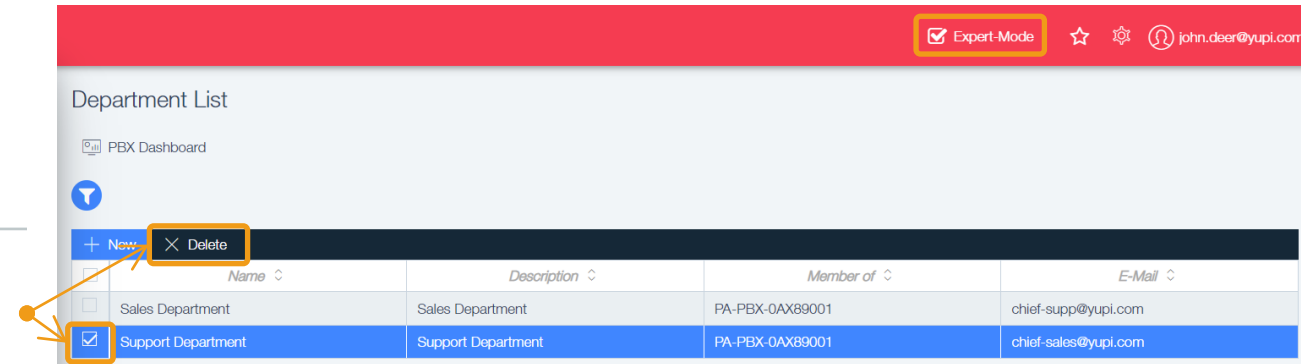 Expert-Mode john.deer@yupi.com
Department List
PBX Dashboard
New Delete
Name Description Member of E-Mail
Sales Department Sales Department PA-PBX-0AX89001 chief-supp@yupi.com
Support Department Support Department PA-PBX-0AX89001 chief-sales@yupi.com